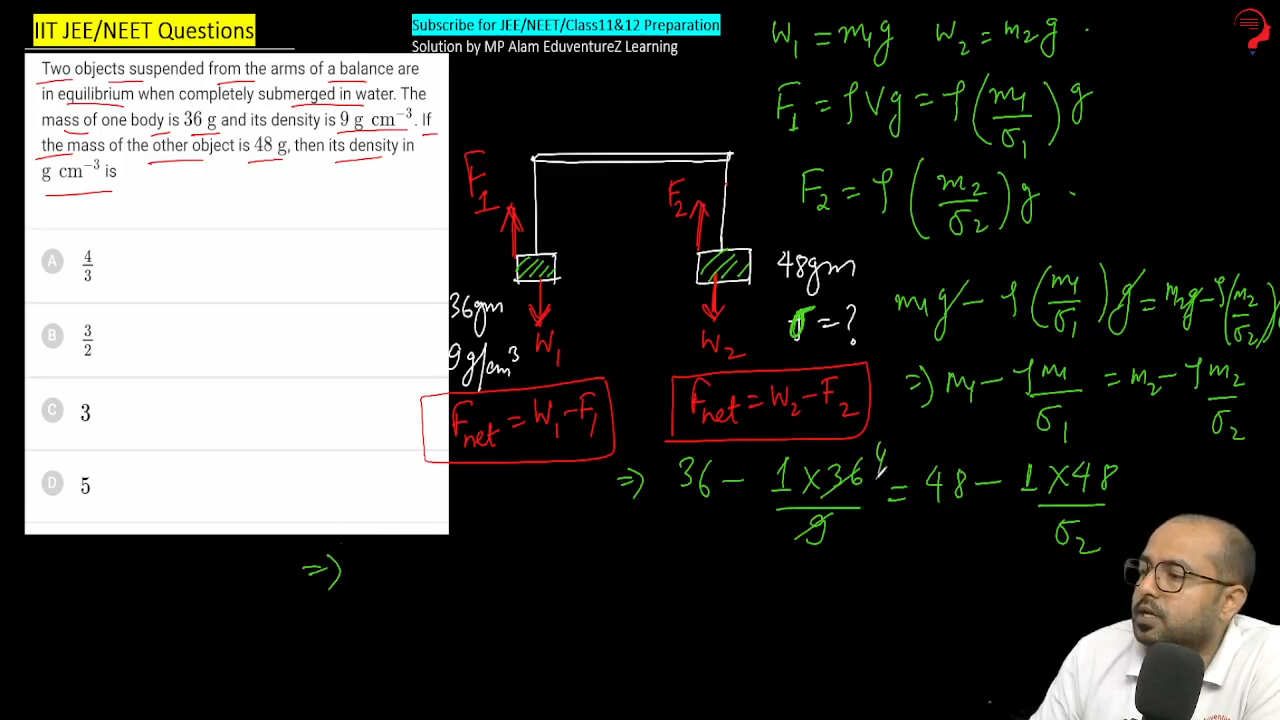 IIT JEE/NEET Questions
Subscribe for JEE/NEET/Class11&12 Preparation
Solution by MP Alam EduventureZ Learning
Two objects suspended from the arms of a balance are
in equilibrium when completely submerged in water. The
mass of one body is 36 g and its density is 9 g cm⁻³. If
the mass of the other object is 48 g, then its density in
g cm⁻³ is
A 4/3
B 3/2
C 3
D 5
F₁
F₂
36gm
9g/cm³
W₁
48gm
σ = ?
W₂
Fnet = W₁ – F₁
Fnet = W₂ – F₂
W₁ = m₁g W₂ = m₂g
F₁ = ρVg = ρ(m₁/σ₁)g
F₂ = ρ(m₂/σ₂)g
m₁g – ρ(m₁/σ₁)g = m₂g – ρ(m₂/σ₂)
⇒ m₁ – ρm₁/σ₁ = m₂ – ρm₂/σ₂
⇒ 36 – 1×36/9 4 = 48 – 1×48/σ₂
⇒